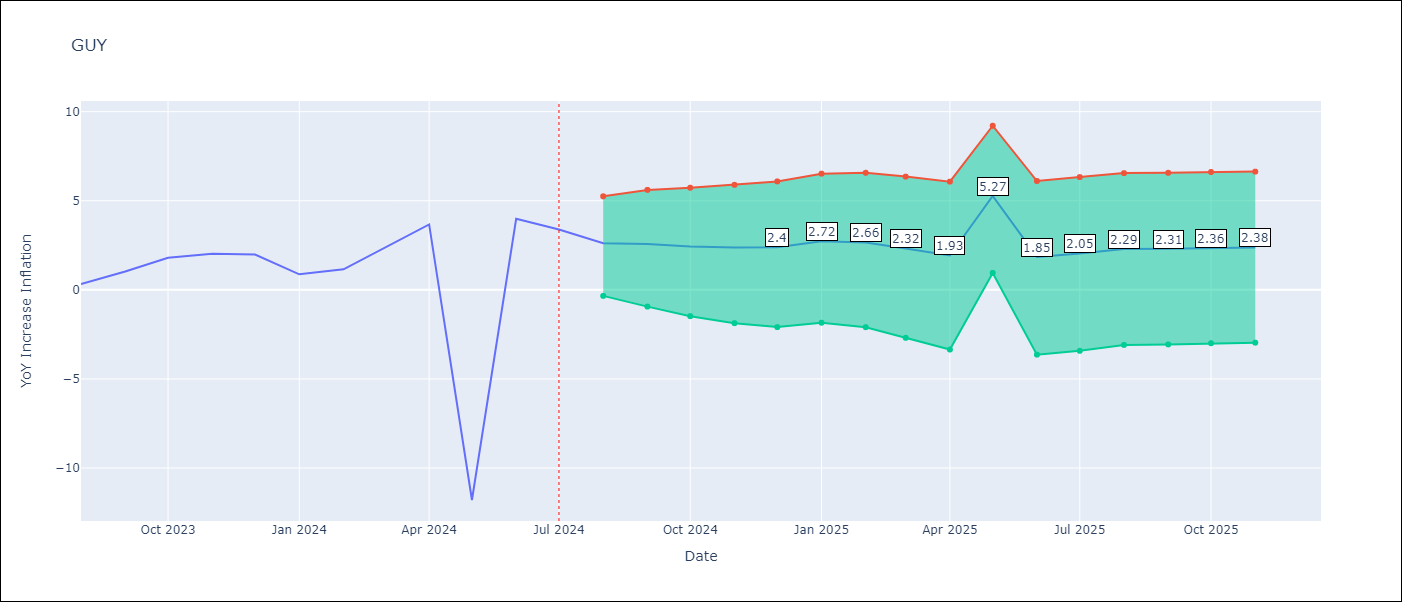 GUY
YoY Increase Inflation
10
5
0
−5
−10
2.4
2.72
2.66
2.32
1.93
5.27
1.85
2.05
2.29
2.31
2.36
2.38
Oct 2023
Jan 2024
Apr 2024
Jul 2024
Oct 2024
Jan 2025
Apr 2025
Jul 2025
Oct 2025
Date